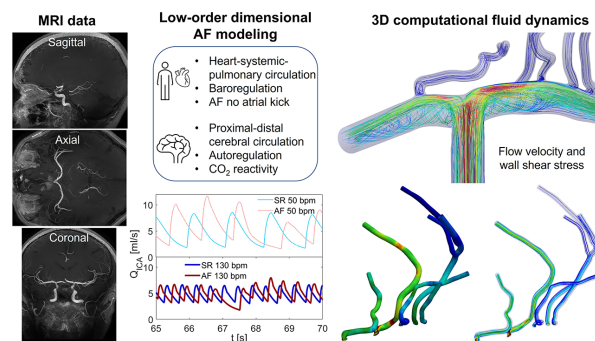 MRI data
Sagittal
Axial
Coronal
Low-order dimensional
AF modeling
• Heart-systemic-
pulmonary circulation
• Baroregulation
• AF no atrial kick
• Proximal-distal
cerebral circulation
• Autoregulation
• CO₂ reactivity
10
5
0
SR 50 bpm
AF 50 bpm
Q_ICA [ml/s]
10
5
0
SR 130 bpm
AF 130 bpm
65 66 67 68 69 70
t [s]
3D computational fluid dynamics
Flow velocity and
wall shear stress